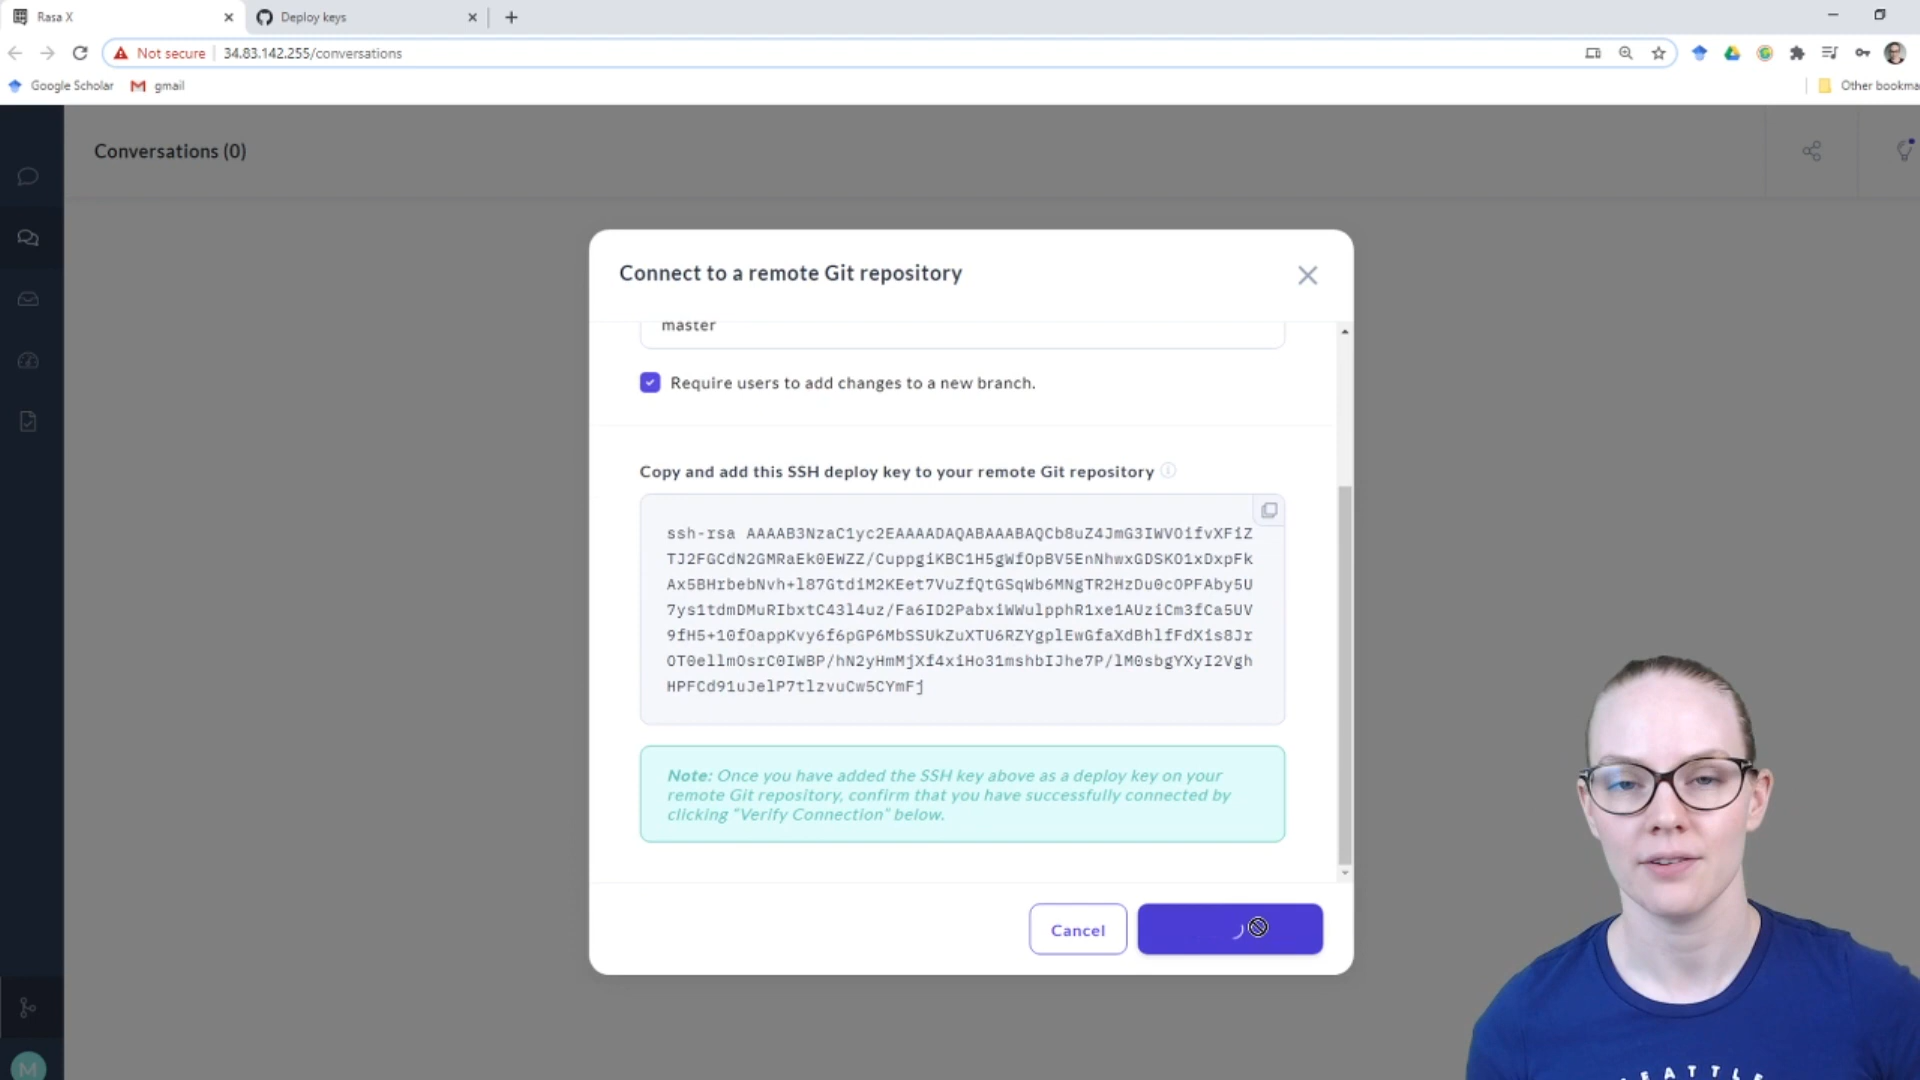 Rasa X
Deploy keys
Not secure
34.83.142.255/conversations
Google Scholar
gmail
Other bookma
Conversations (0)
Connect to a remote Git repository
master
Require users to add changes to a new branch.
Copy and add this SSH deploy key to your remote Git repository
ssh-rsa AAAAB3NzaC1yc2EAAAADAQABAAABAQCb8uZ4JmG3IWVOifvXFiZ
TJ2FGCdN2GMRaEk0EWZZ/CuppgiKBC1H5gWfOpBV5EnNhwxGDSKO1xDxpFk
Ax5BHrbebNvh+l87GtdiM2KEet7VuZfQtGSqWb6MNgTR2HzDu0cOPFAby5U
7ys1tdmDMuRIbxtC43l4uz/Fa6ID2PabxiWWulpphR1xe1AUziCm3fCa5UV
9fH5+10fOappKvy6f6pGP6MbSSUkZuXTU6RZYgplEwGfaXdBhlfFdXis8Jr
OT0ellmOsrC0IWBP/hN2yHmMjXf4xiHo31mshbIJhe7P/lM0sbgYXyI2Vgh
HPFCd91uJelP7tlzvuCw5CYmFj
Note: Once you have added the SSH key above as a deploy key on your
remote Git repository, confirm that you have successfully connected by
clicking "Verify Connection" below.
Cancel
M
EATTLE